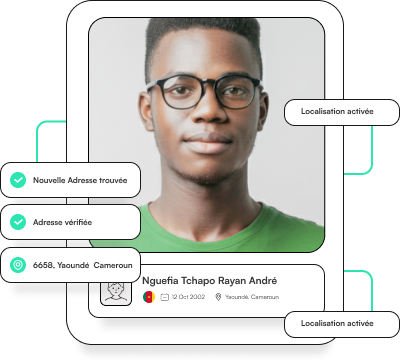 Localisation activée
Nouvelle Adresse trouvée
Adresse vérifiée
6658, Yaoundé Cameroun
Nguefia Tchapo Rayan André
12 Oct 2002
Yaoundé, Cameroun
Localisation activée